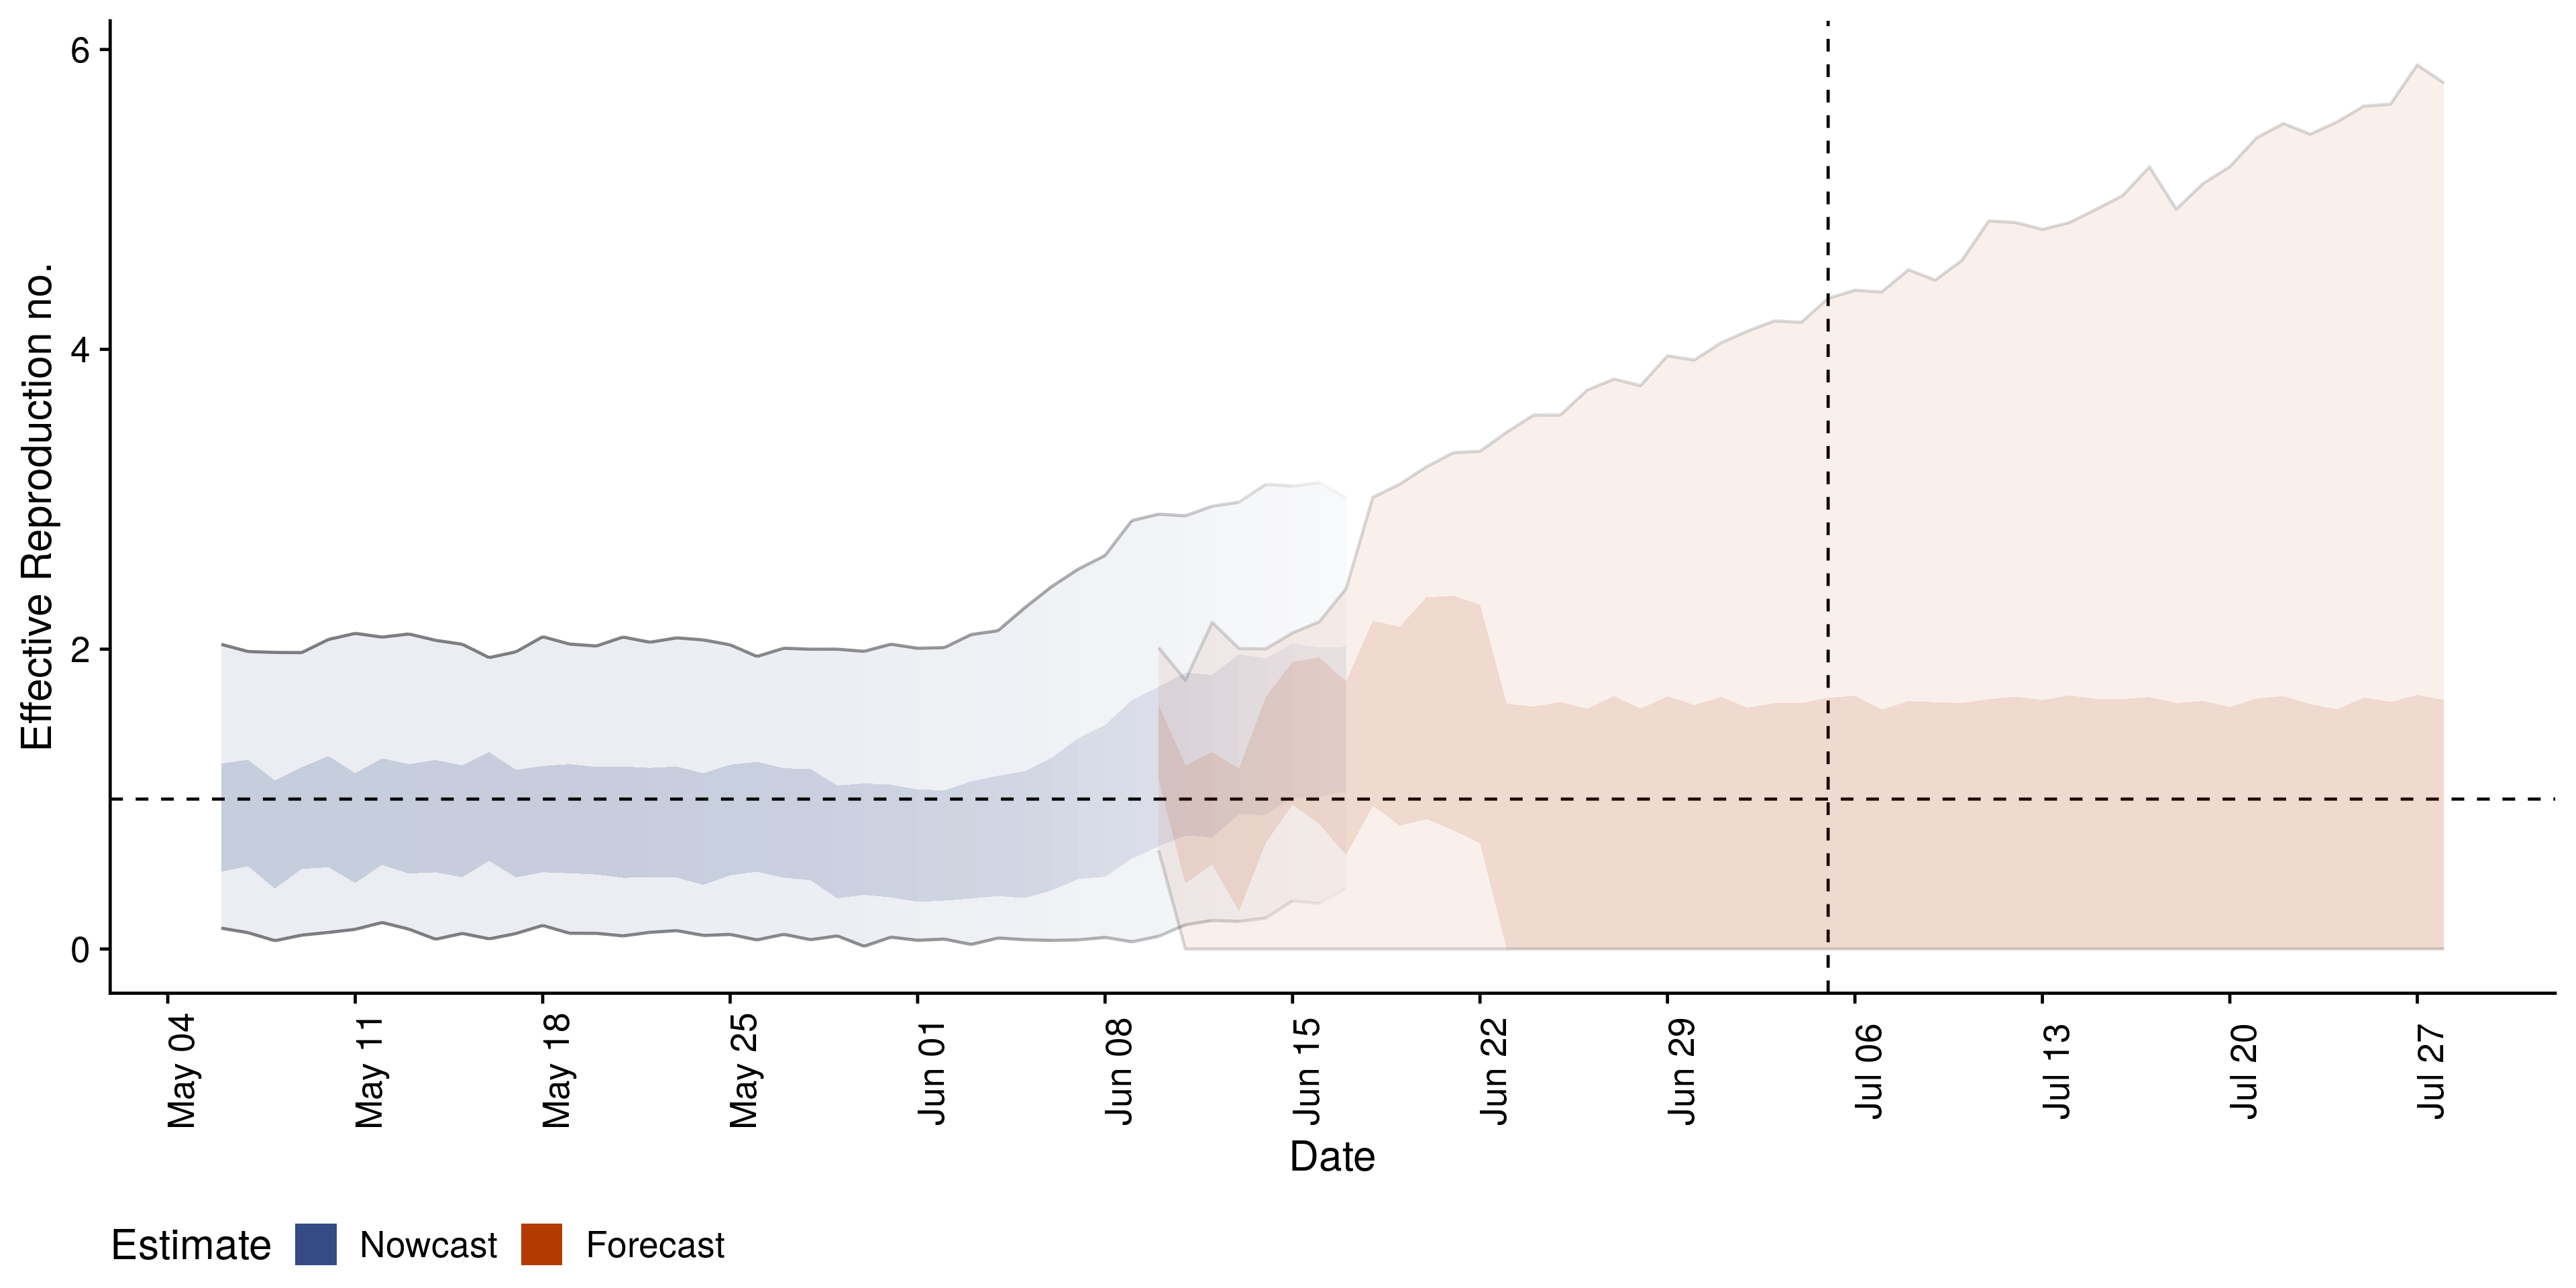 Effective Reproduction no.
6
4
2
0
May 04
May 11
May 18
May 25
Jun 01
Jun 08
Jun 15
Jun 22
Jun 29
Jul 06
Jul 13
Jul 20
Jul 27
Date
Estimate Nowcast Forecast